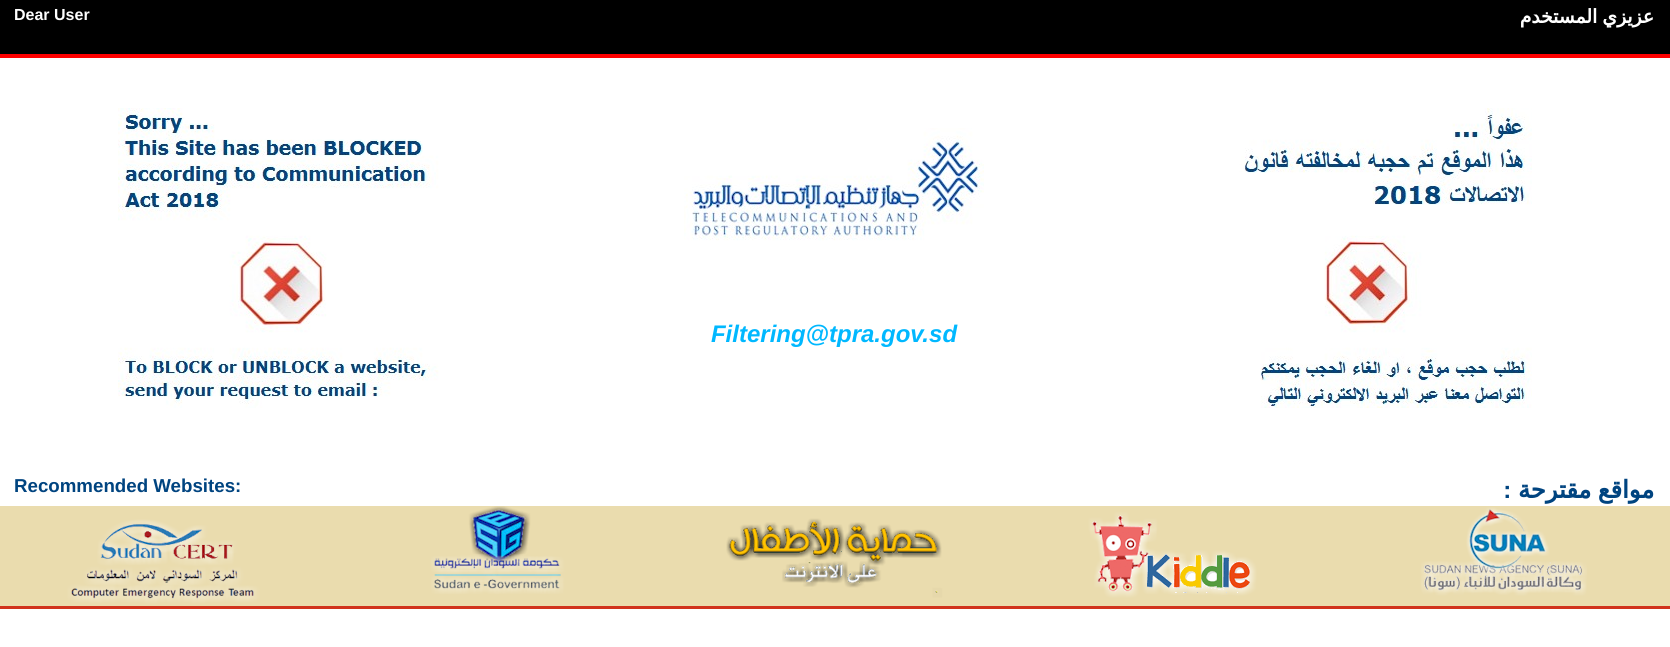 Dear User
عزيزي المستخدم
Sorry ...
This Site has been BLOCKED
according to Communication
Act 2018
جهاز تنظيم الإتصالات والبريد
TELECOMMUNICATIONS AND
POST REGULATORY AUTHORITY
عفواً ...
هذا الموقع تم حجبه لمخالفته قانون
الاتصالات 2018
Filtering@tpra.gov.sd
To BLOCK or UNBLOCK a website,
send your request to email :
لطلب حجب موقع ، او الغاء الحجب يمكنكم
التواصل معنا عبر البريد الالكتروني التالي
Recommended Websites:
مواقع مقترحة :
Sudan CERT
المركز السوداني لامن المعلومات
Computer Emergency Response Team
ESG
حكومة السودان الإلكترونية
Sudan e -Government
حماية الأطفال
على الانترنت
Kiddle
SUNA
SUDAN NEWS AGENCY (SUNA)
وكالة السودان للأنباء (سونا)